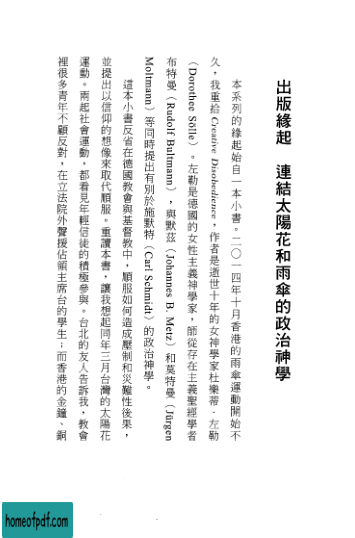 出版緣起　連結太陽花和雨傘的政治神學
本系列的緣起始自一本小書。二〇一四年十月香港的雨傘運動開始不
久，我重拾 Creative Disobedience，作者是逝世十年的女神學家杜樂蒂．左勒
（Dorothee Sölle）。左勒是德國的女性主義神學家，師從存在主義聖經學者
布特曼（Rudolf Bultmann），與默茲（Johannes B. Metz）和莫特曼（Jürgen
Moltmann）等同時提出有別於施默特（Carl Schmidt）的政治神學。
這本小書反省在德國教會與基督教中，順服如何造成壓制和災難性後果，
並提出以信仰的想像來取代順服。重讀本書，讓我想起同年三月台灣的太陽花
運動。兩起社會運動，都看見年輕信徒的積極參與。台北的友人告訴我，教會
裡很多青年不顧反對，在立法院外聲援佔領主席台的學生；而香港的金鐘、銅
homeofpdf.com